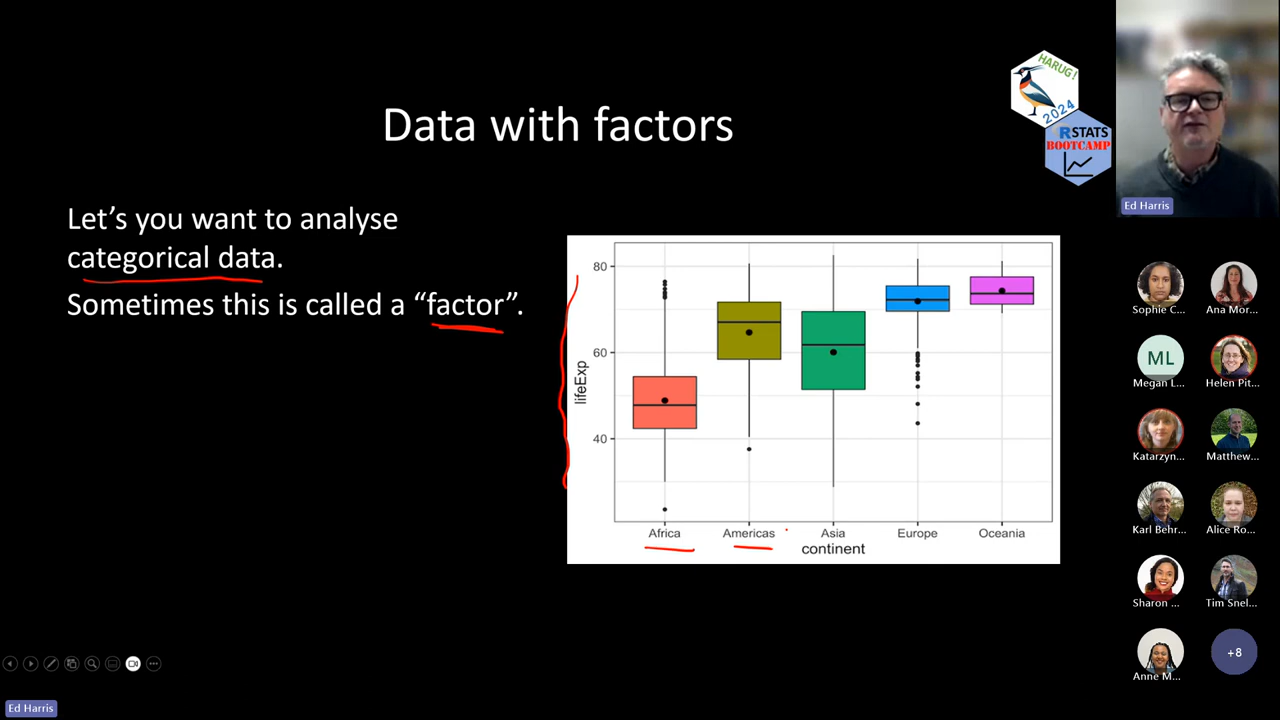 Data with factors
HARUG!
2024
RSTATS
BOOTCAMP
Let's you want to analyse
categorical data.
Sometimes this is called a “factor”.
80
60
40
lifeExp
Africa
Americas
Asia
Europe
Oceania
continent
Ed Harris
Sophie C...
Ana Mor...
ML
Megan L...
Helen Pit...
Katarzyn...
Matthew...
Karl Behr...
Alice Ro...
Sharon ...
Tim Snel...
Anne M...
+8
Ed Harris